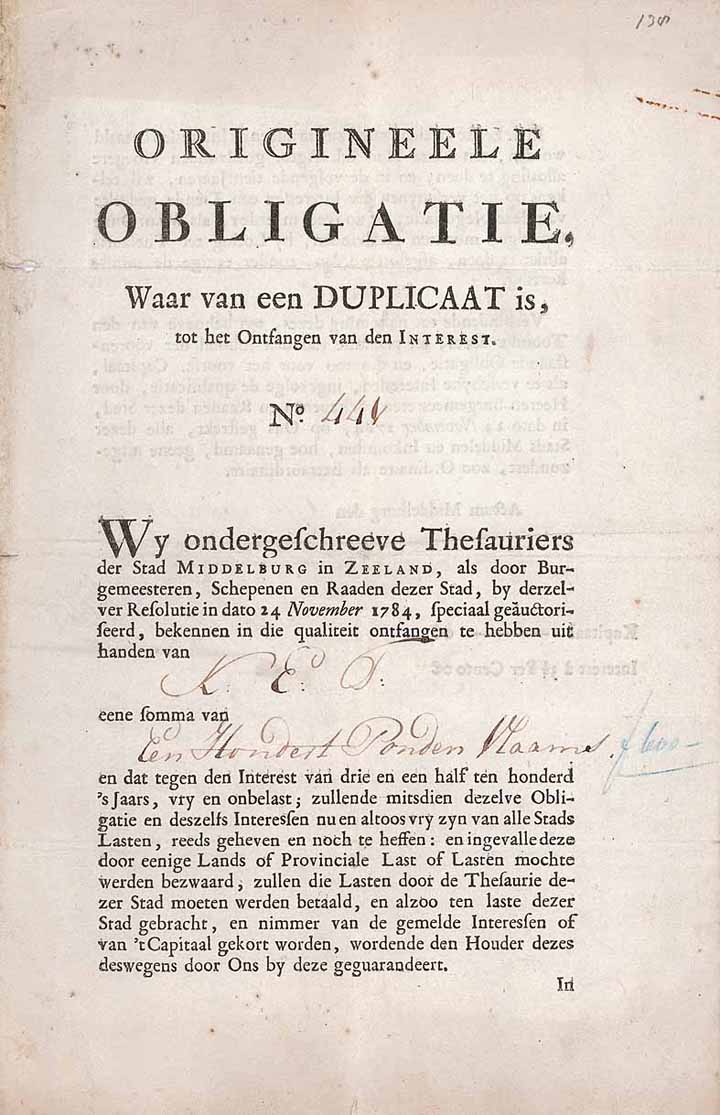 138
ORIGINEELE
OBLIGATIE,
Waar van een DUPLICAAT is,
tot het Ontfangen van den INTEREST.
No. 441
Wy ondergeſchreeve Theſauriers
der Stad MIDDELBURG in ZEELAND, als door Bur-
gemeesteren, Schepenen en Raaden dezer Stad, by derzel-
ver Reſolutie in dato 24 November 1784, ſpeciaal geäuctori-
ſeerd, bekennen in die qualiteit ontfangen te hebben uit
handen van
K: E: T:
eene ſomma van
Een Hondert Ponden Vlaams. f 600-
en dat tegen den Interest van drie en een half ten honderd
'sJaars, vry en onbelast; zullende mitsdien dezelve Obli-
gatie en deszelfs Interesſen nu en altoos vry zyn van alle Stads
Lasten, reeds geheven en noch te heffen: en ingevalle deze
door eenige Lands of Provinciale Last of Lasten mochte
werden bezwaard, zullen die Lasten door de Theſaurie de-
zer Stad moeten werden betaald, en alzoo ten laste dezer
Stad gebracht, en nimmer van de gemelde Interesſen of
van 't Capitaal gekort worden, wordende den Houder dezes
deswegens door Ons by deze geguarandeert.
In